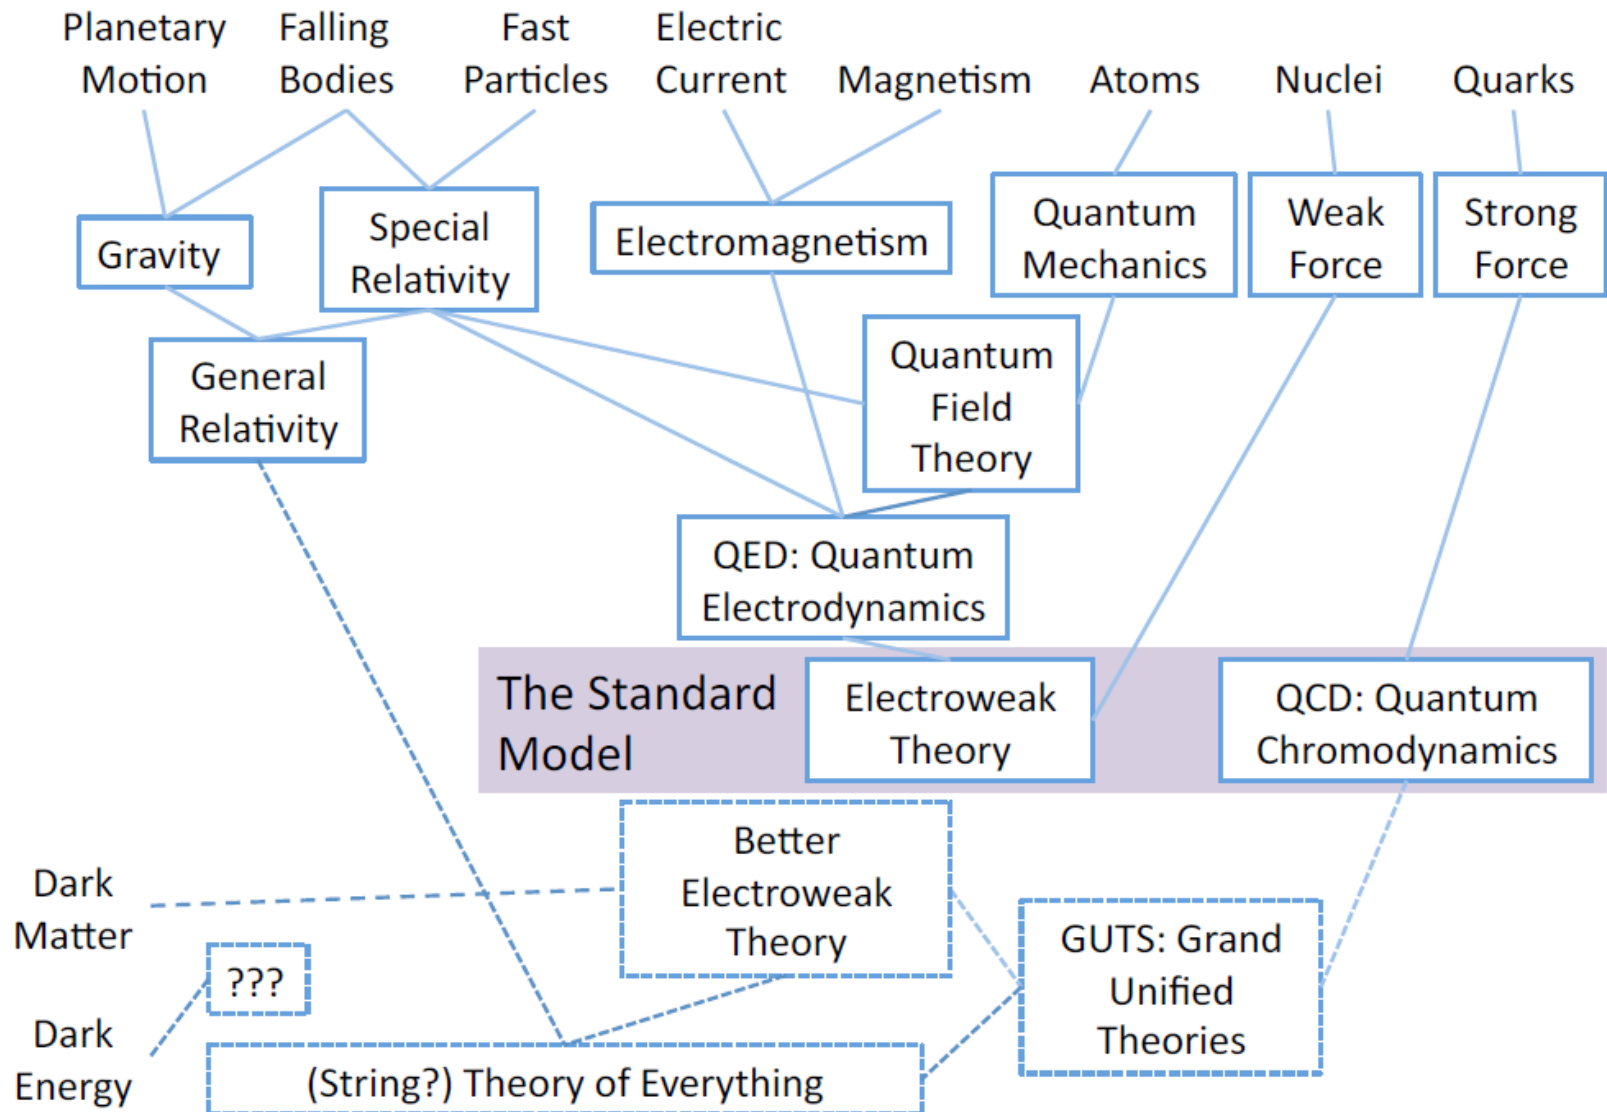 Planetary
Motion
Falling
Bodies
Fast
Particles
Electric
Current
Magnetism
Atoms
Nuclei
Quarks
Gravity
Special
Relativity
Electromagnetism
Quantum
Mechanics
Weak
Force
Strong
Force
General
Relativity
Quantum
Field
Theory
QED: Quantum
Electrodynamics
The Standard
Model
Electroweak
Theory
QCD: Quantum
Chromodynamics
Better
Electroweak
Theory
Dark
Matter
GUTS: Grand
Unified
Theories
???
Dark
Energy
(String?) Theory of Everything